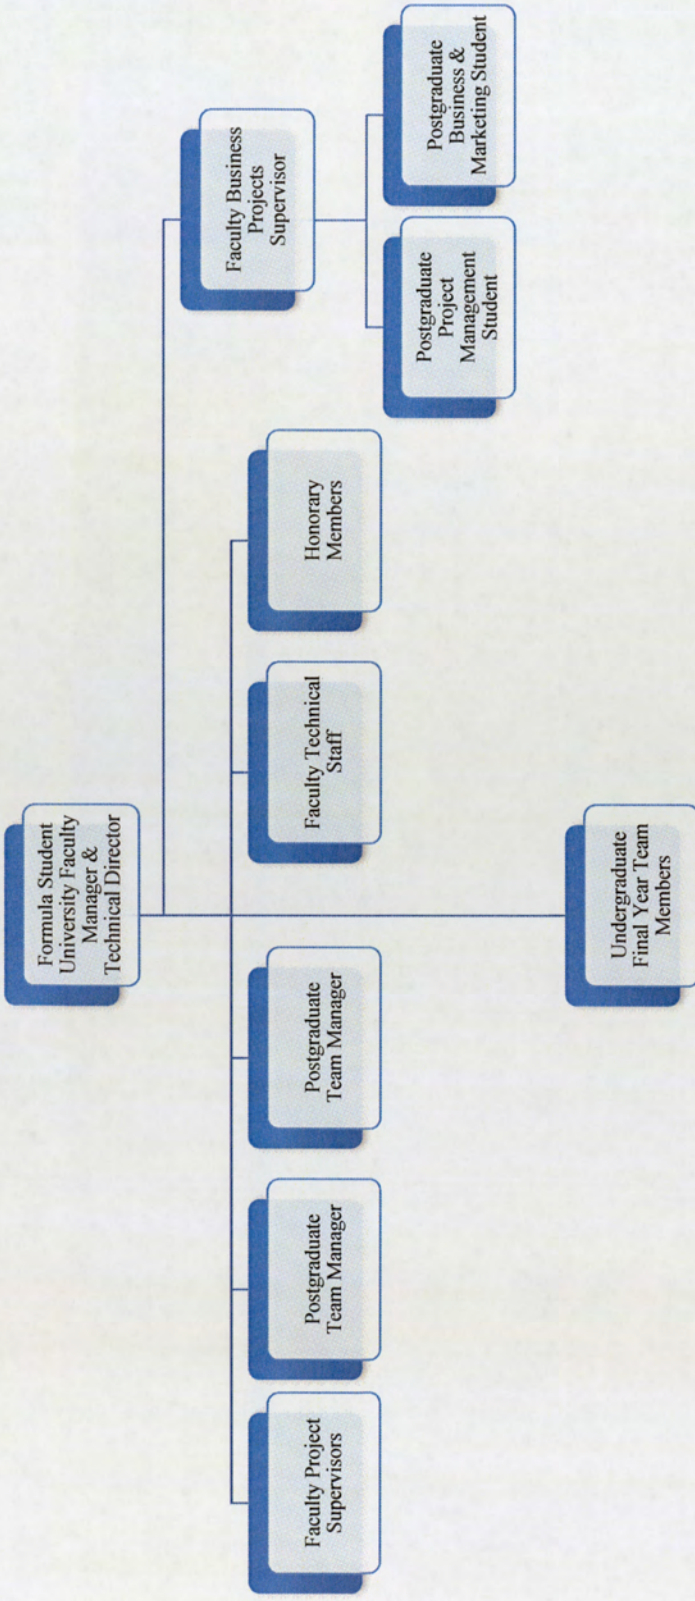 Formula Student
University Faculty
Manager &
Technical Director
Faculty Business
Projects
Supervisor
Faculty Project
Supervisors
Postgraduate
Team Manager
Postgraduate
Team Manager
Faculty Technical
Staff
Honorary
Members
Postgraduate
Project
Management
Student
Postgraduate
Business &
Marketing Student
Undergraduate
Final Year Team
Members